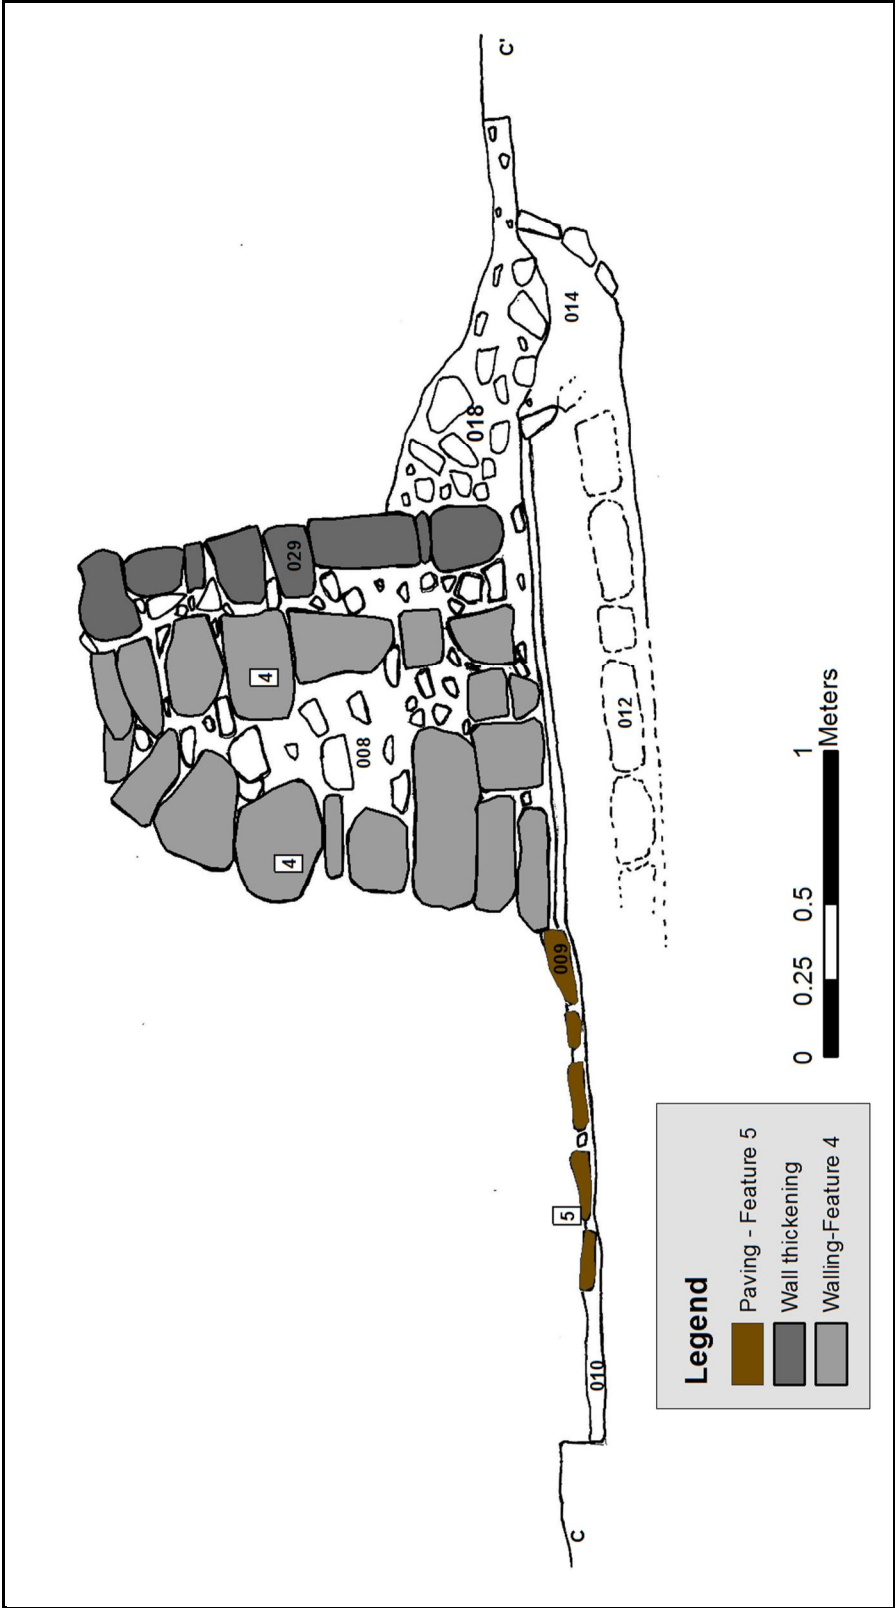 C
C'
029
4
4
008
018
014
012
009
5
010
0 0.25 0.5 1
Meters
Legend
Paving - Feature 5
Wall thickening
Walling-Feature 4